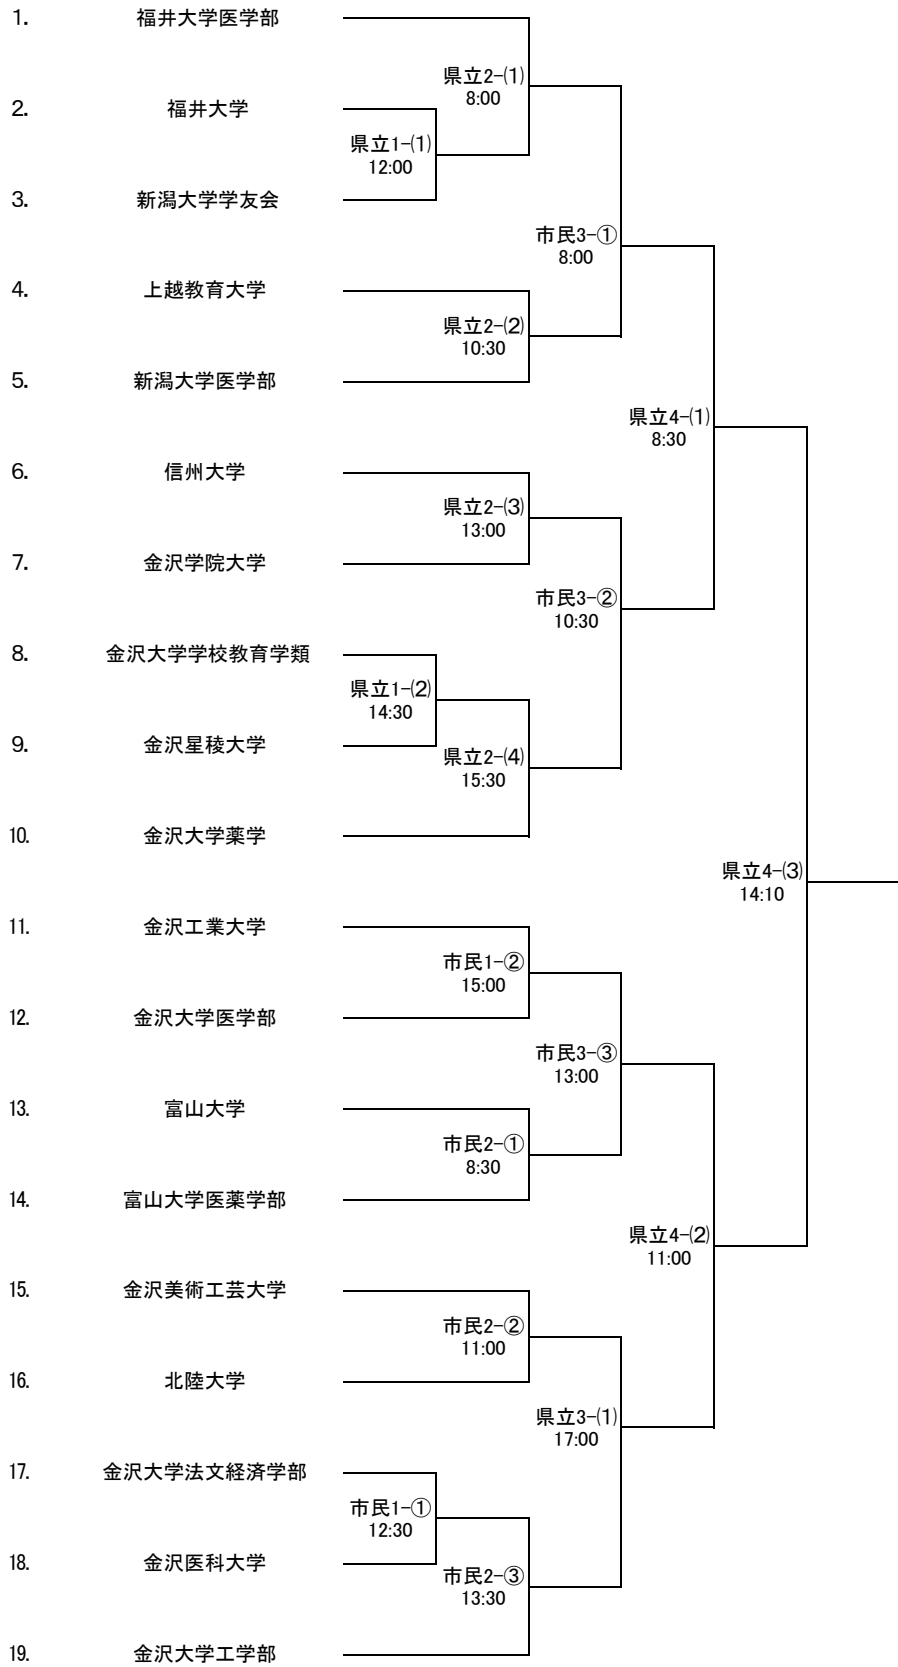 1. 福井大学医学部
県立2-⑴
8:00
2. 福井大学
県立1-⑴
12:00
3. 新潟大学学友会
市民3-①
8:00
4. 上越教育大学
県立2-⑵
10:30
5. 新潟大学医学部
県立4-⑴
8:30
6. 信州大学
県立2-⑶
13:00
7. 金沢学院大学
市民3-②
10:30
8. 金沢大学学校教育学類
県立1-⑵
14:30
9. 金沢星稜大学
県立2-⑷
15:30
10. 金沢大学薬学
県立4-⑶
14:10
11. 金沢工業大学
市民1-②
15:00
12. 金沢大学医学部
市民3-③
13:00
13. 富山大学
市民2-①
8:30
14. 富山大学医薬学部
県立4-⑵
11:00
15. 金沢美術工芸大学
市民2-②
11:00
16. 北陸大学
県立3-⑴
17:00
17. 金沢大学法文経済学部
市民1-①
12:30
18. 金沢医科大学
市民2-③
13:30
19. 金沢大学工学部